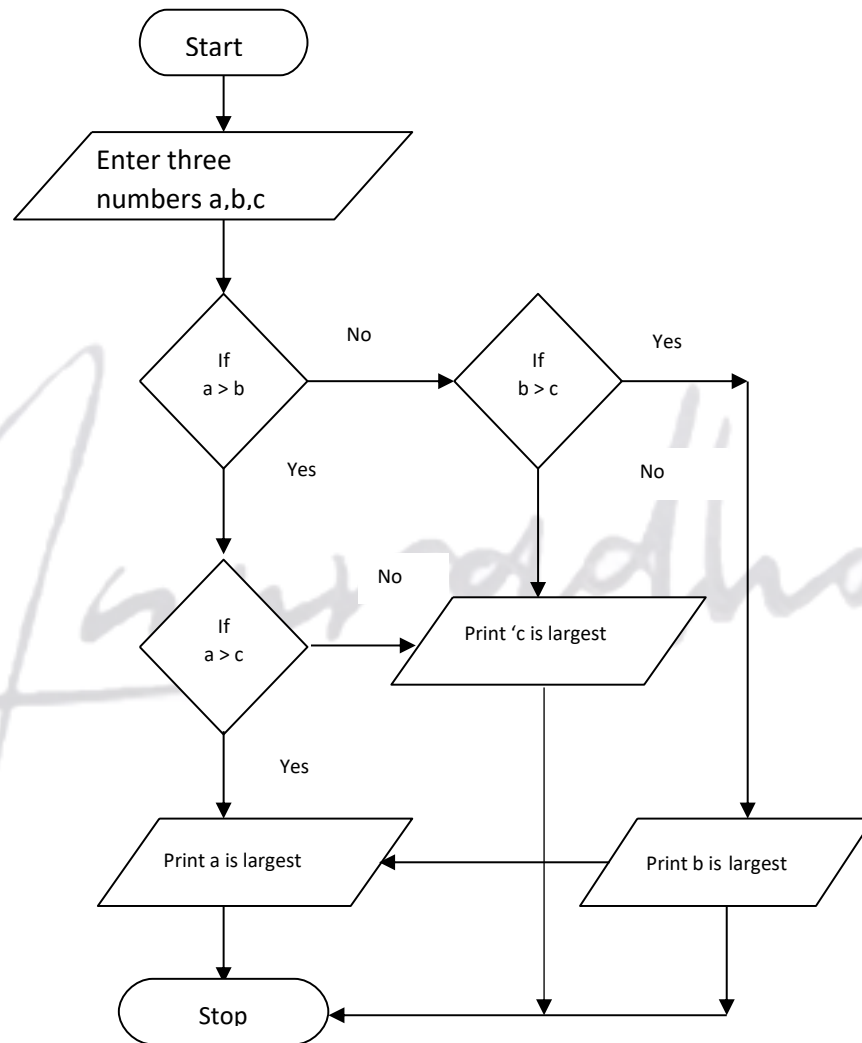 Start
Enter three
numbers a,b,c
If
a > b
No
If
b > c
Yes
Yes
No
If
a > c
No
Print ‘c is largest
Yes
Print a is largest
Print b is largest
Stop